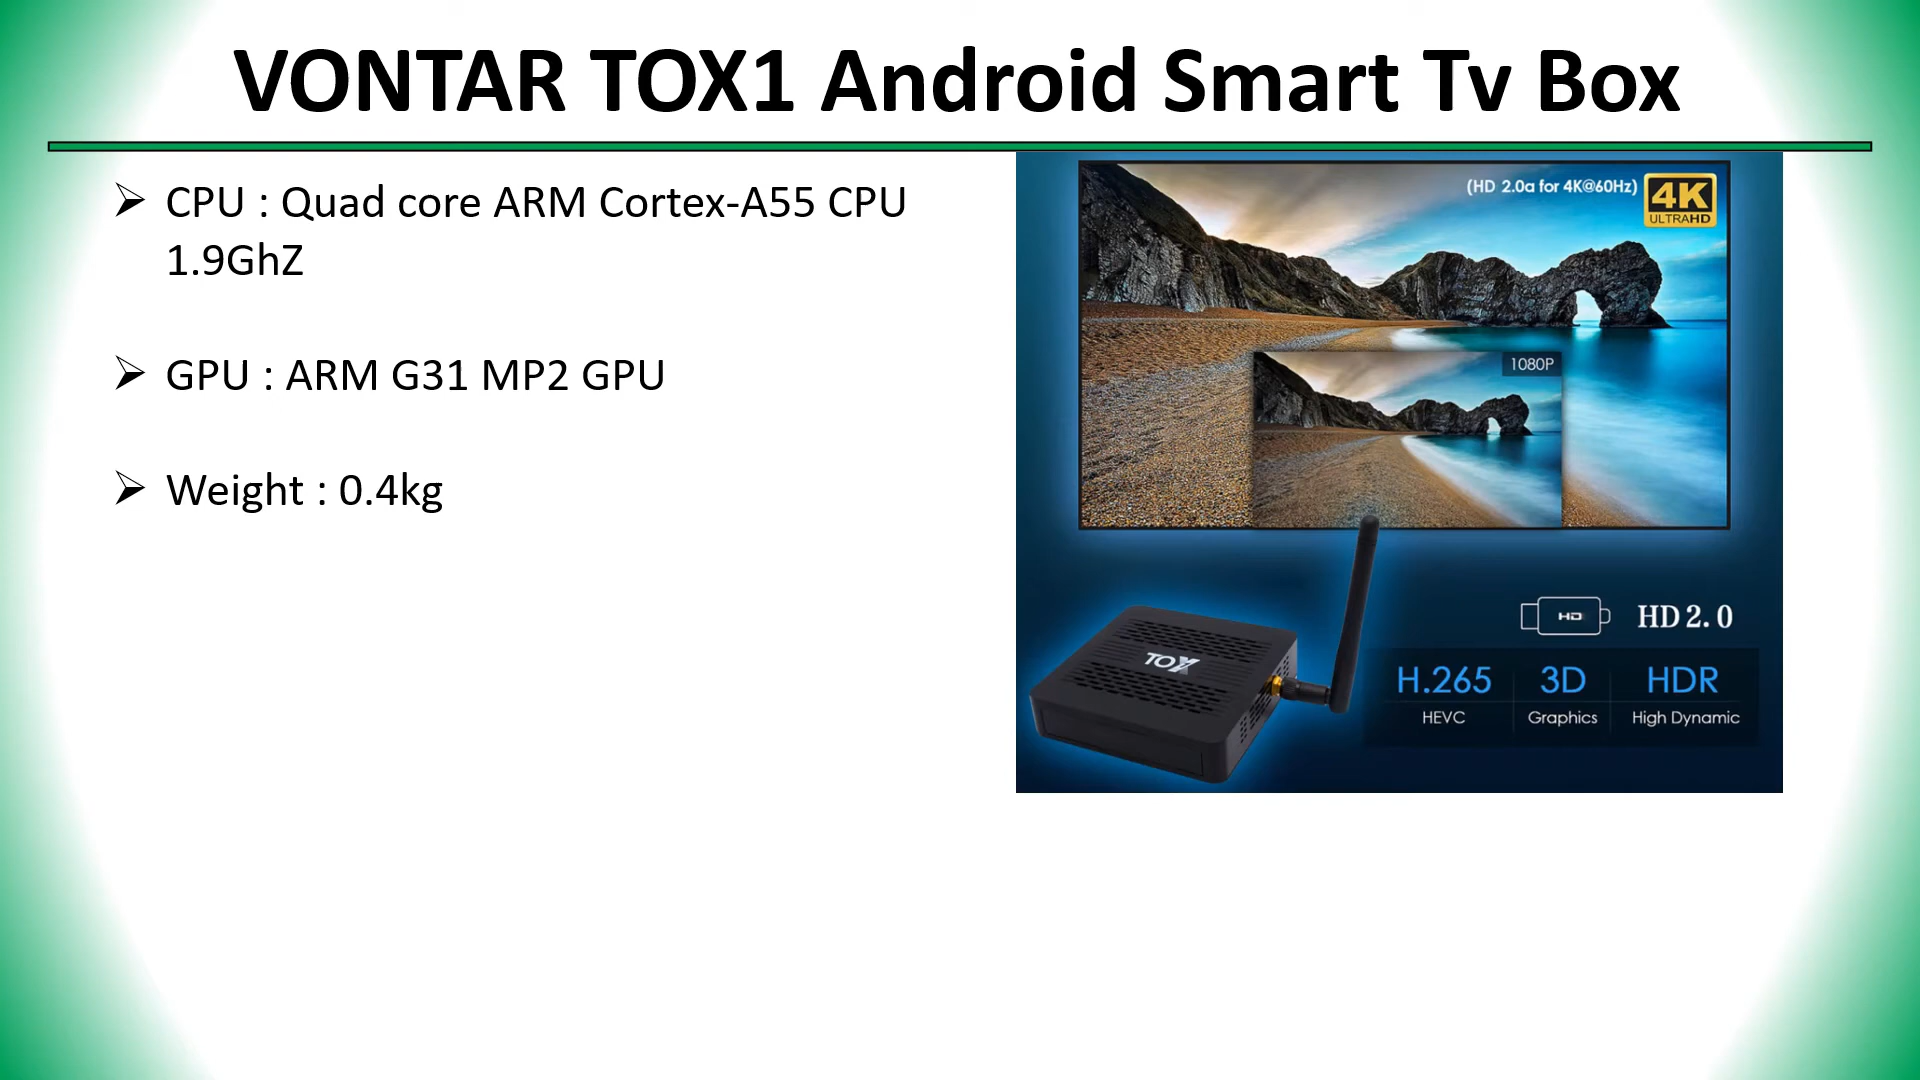 VONTAR TOX1 Android Smart Tv Box
CPU : Quad core ARM Cortex-A55 CPU
1.9GhZ
GPU : ARM G31 MP2 GPU
Weight : 0.4kg
(HD 2.0a for 4K@60Hz)
4K
ULTRAHD
1080P
HD
HD 2.0
TOX
H.265 3D HDR
HEVC Graphics High Dynamic